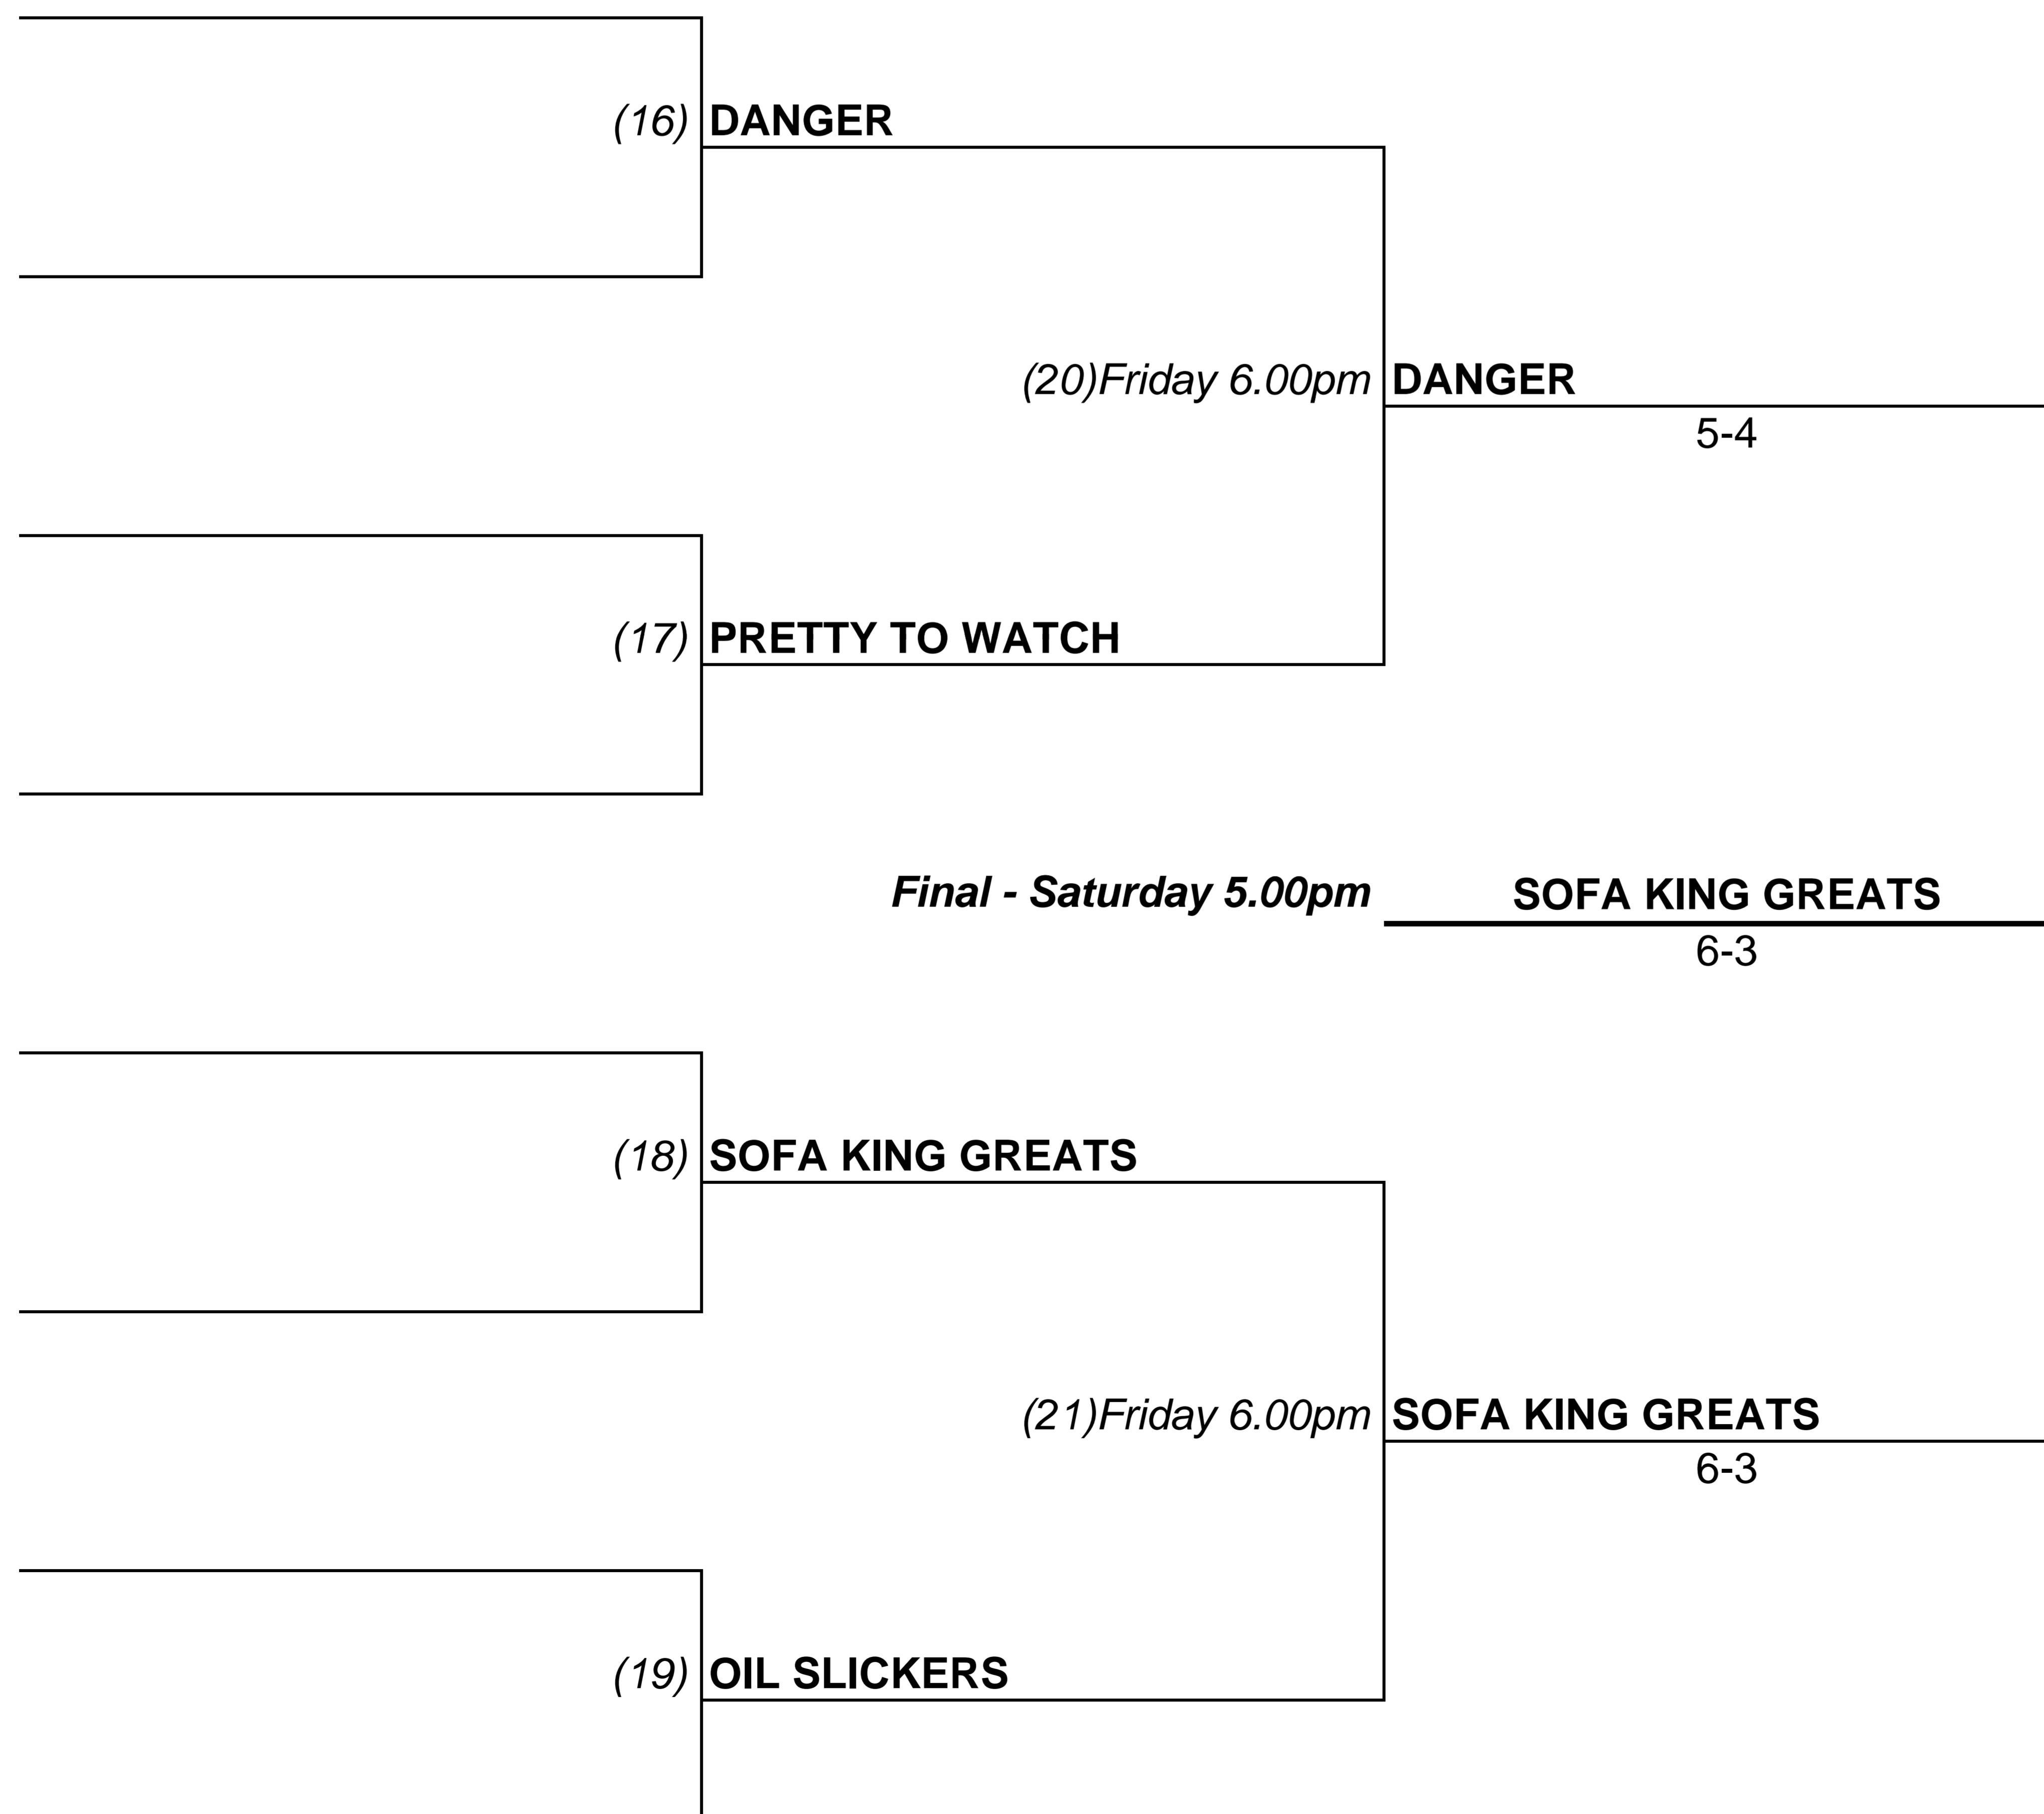 (16) DANGER
(20)Friday 6.00pm DANGER
5-4
(17) PRETTY TO WATCH
Final - Saturday 5.00pm SOFA KING GREATS
6-3
(18) SOFA KING GREATS
(21)Friday 6.00pm SOFA KING GREATS
6-3
(19) OIL SLICKERS